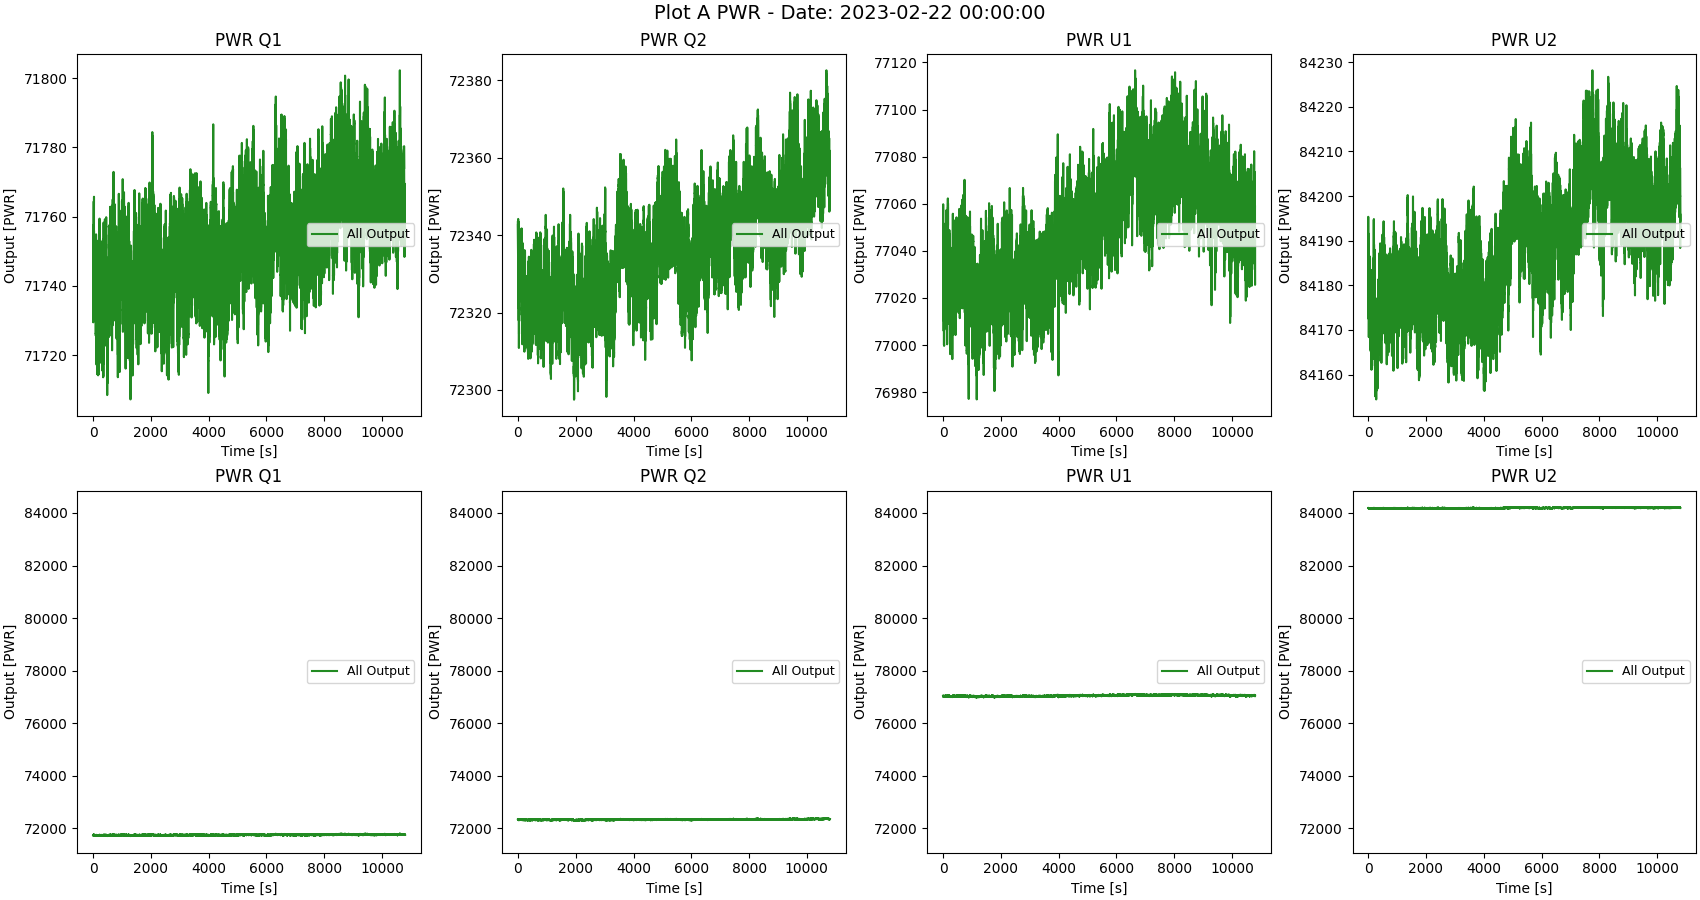 Plot A PWR - Date: 2023-02-22 00:00:00
PWR Q1
PWR Q2
PWR U1
PWR U2
Output [PWR]
71800
71780
71760
71740
71720
All Output
0 2000 4000 6000 8000 10000
Time [s]
Output [PWR]
72380
72360
72340
72320
72300
All Output
0 2000 4000 6000 8000 10000
Time [s]
Output [PWR]
77120
77100
77080
77060
77040
77020
77000
76980
All Output
0 2000 4000 6000 8000 10000
Time [s]
Output [PWR]
84230
84220
84210
84200
84190
84180
84170
84160
All Output
0 2000 4000 6000 8000 10000
Time [s]
PWR Q1
PWR Q2
PWR U1
PWR U2
Output [PWR]
84000
82000
80000
78000
76000
74000
72000
All Output
0 2000 4000 6000 8000 10000
Time [s]
Output [PWR]
84000
82000
80000
78000
76000
74000
72000
All Output
0 2000 4000 6000 8000 10000
Time [s]
Output [PWR]
84000
82000
80000
78000
76000
74000
72000
All Output
0 2000 4000 6000 8000 10000
Time [s]
Output [PWR]
84000
82000
80000
78000
76000
74000
72000
All Output
0 2000 4000 6000 8000 10000
Time [s]